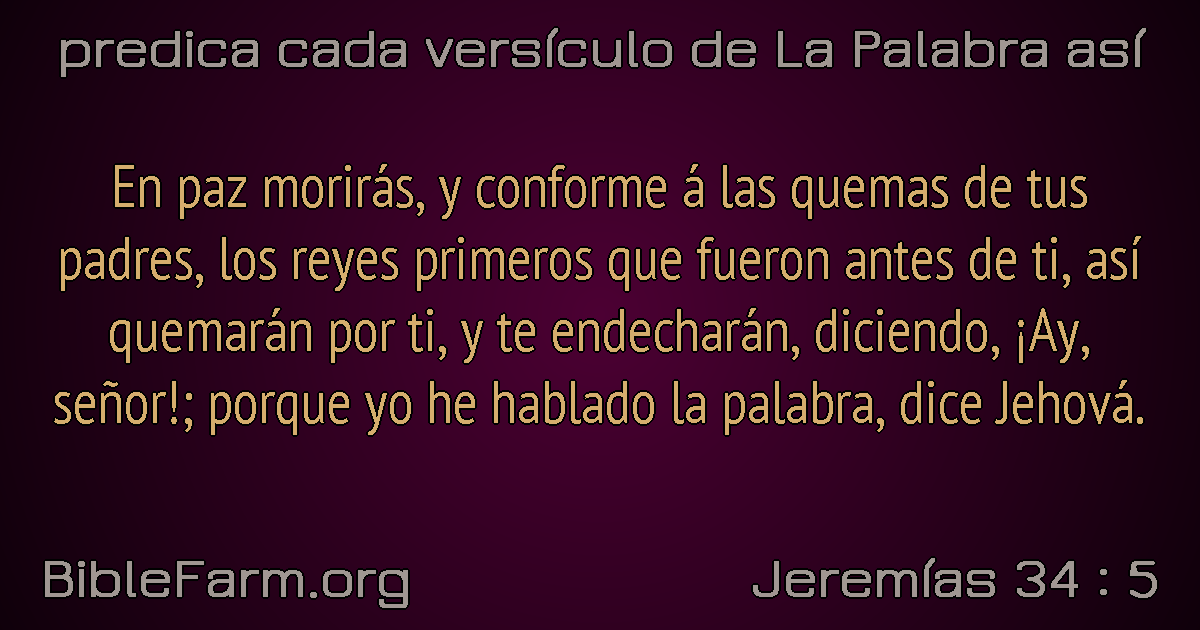 predica cada versículo de La Palabra así
En paz morirás, y conforme á las quemas de tus
padres, los reyes primeros que fueron antes de ti, así
quemarán por ti, y te endecharán, diciendo, ¡Ay,
señor!; porque yo he hablado la palabra, dice Jehová.
BibleFarm.org
Jeremías 34 : 5